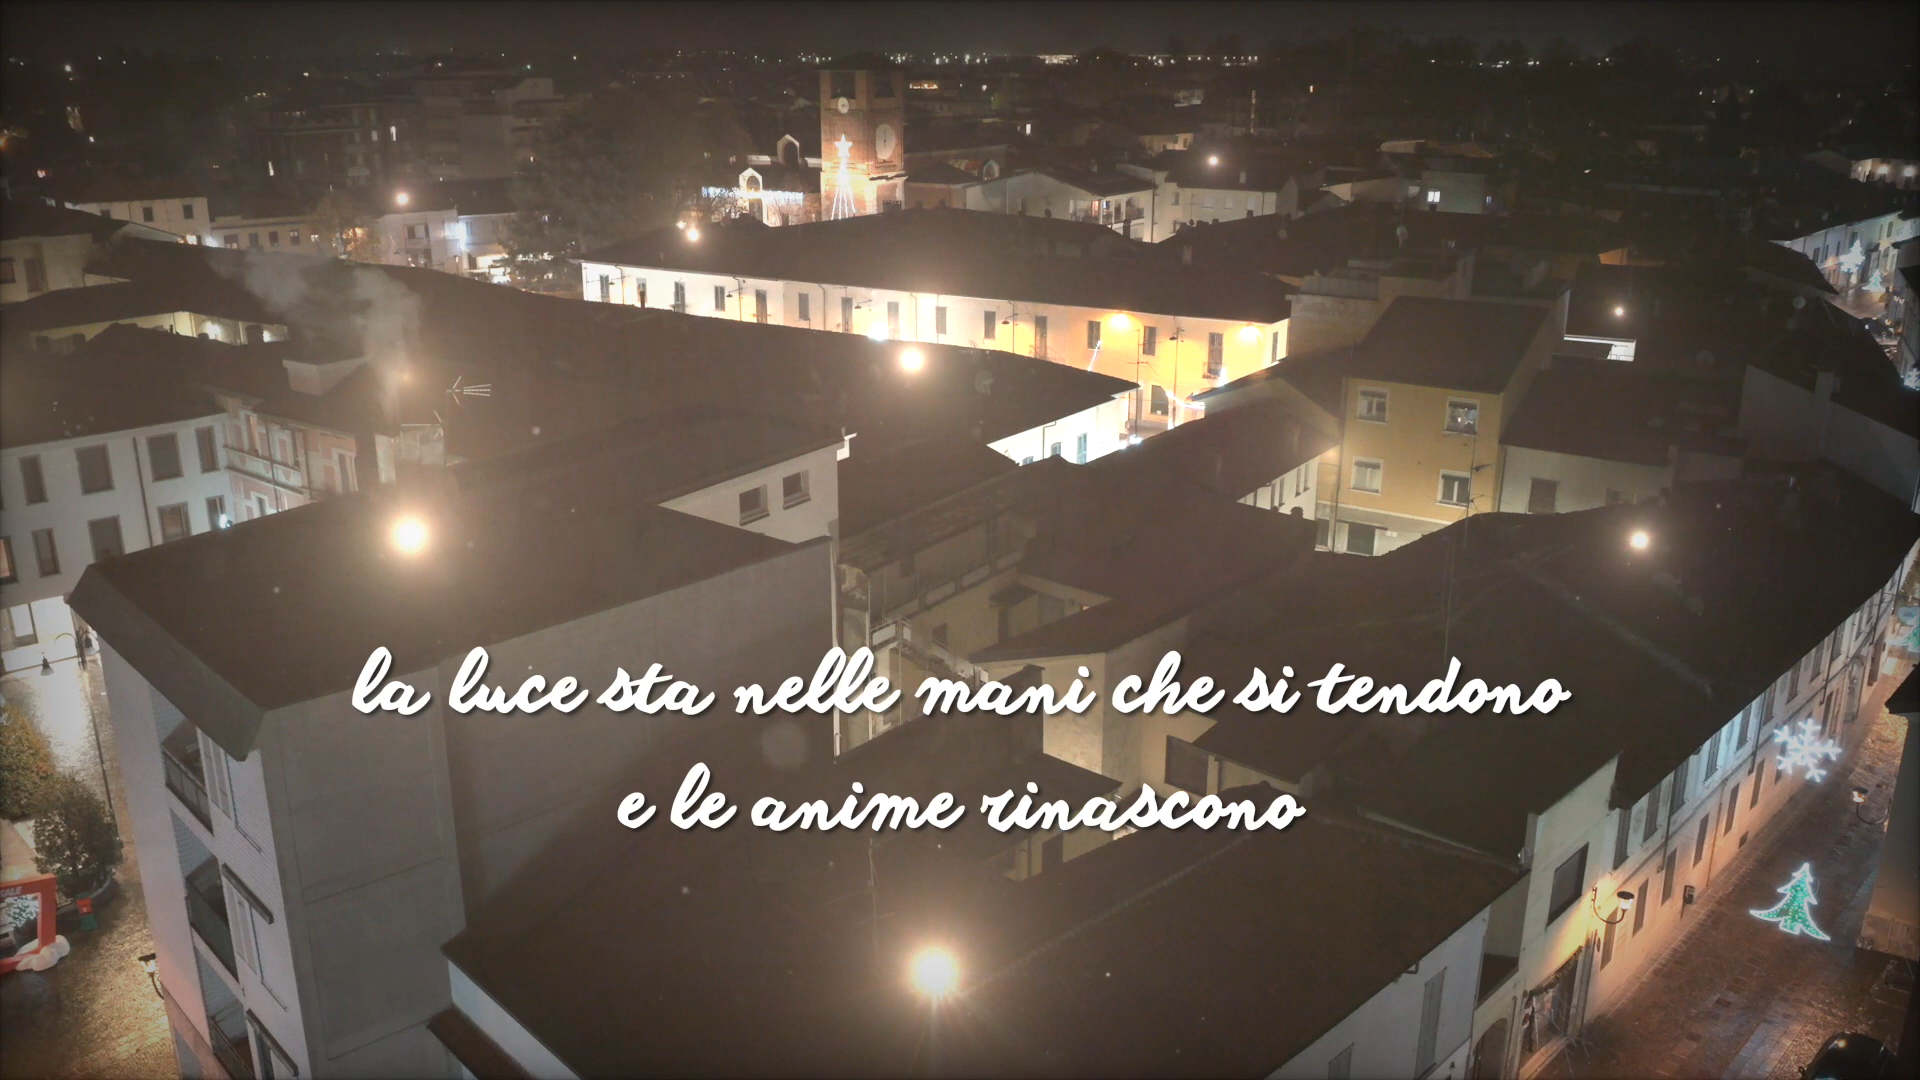 la luce sta nelle mani che si tendono
e le anime rinascono